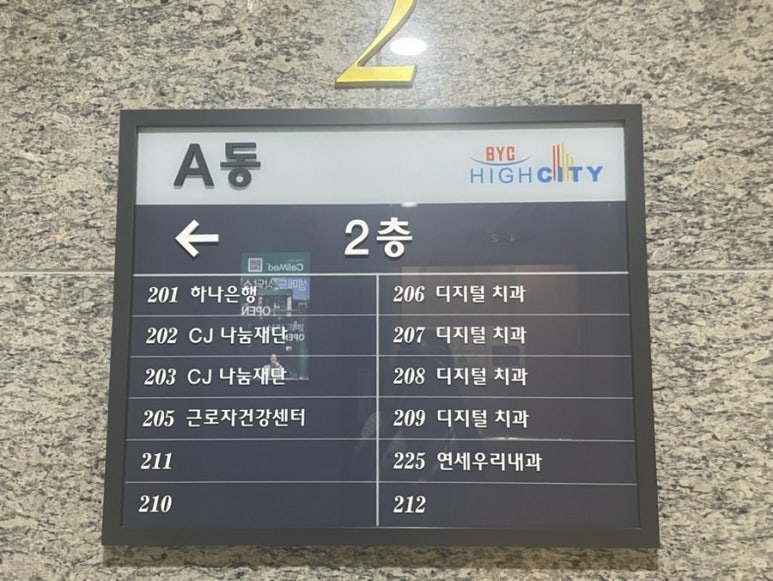 2
A동
BYC
HIGHCITY
← 2층
201 하나은행
202 CJ 나눔재단
203 CJ 나눔재단
205 근로자건강센터
211
210
206 디지털 치과
207 디지털 치과
208 디지털 치과
209 디지털 치과
225 연세우리내과
212